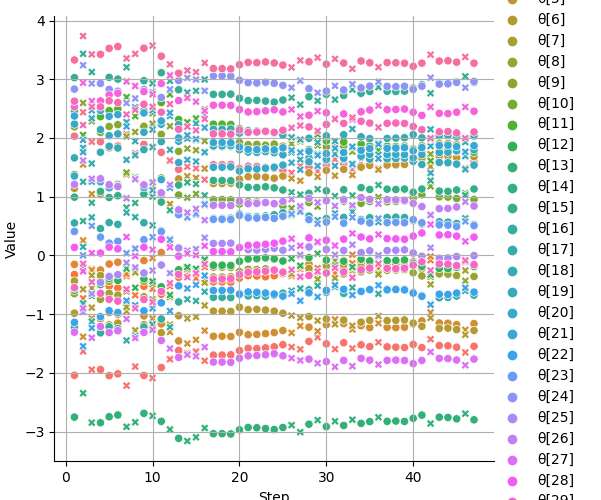 4
3
2
1
0
−1
−2
−3
Value
0
10
20
30
40
Step
θ[6]
θ[7]
θ[8]
θ[9]
θ[10]
θ[11]
θ[12]
θ[13]
θ[14]
θ[15]
θ[16]
θ[17]
θ[18]
θ[19]
θ[20]
θ[21]
θ[22]
θ[23]
θ[24]
θ[25]
θ[26]
θ[27]
θ[28]